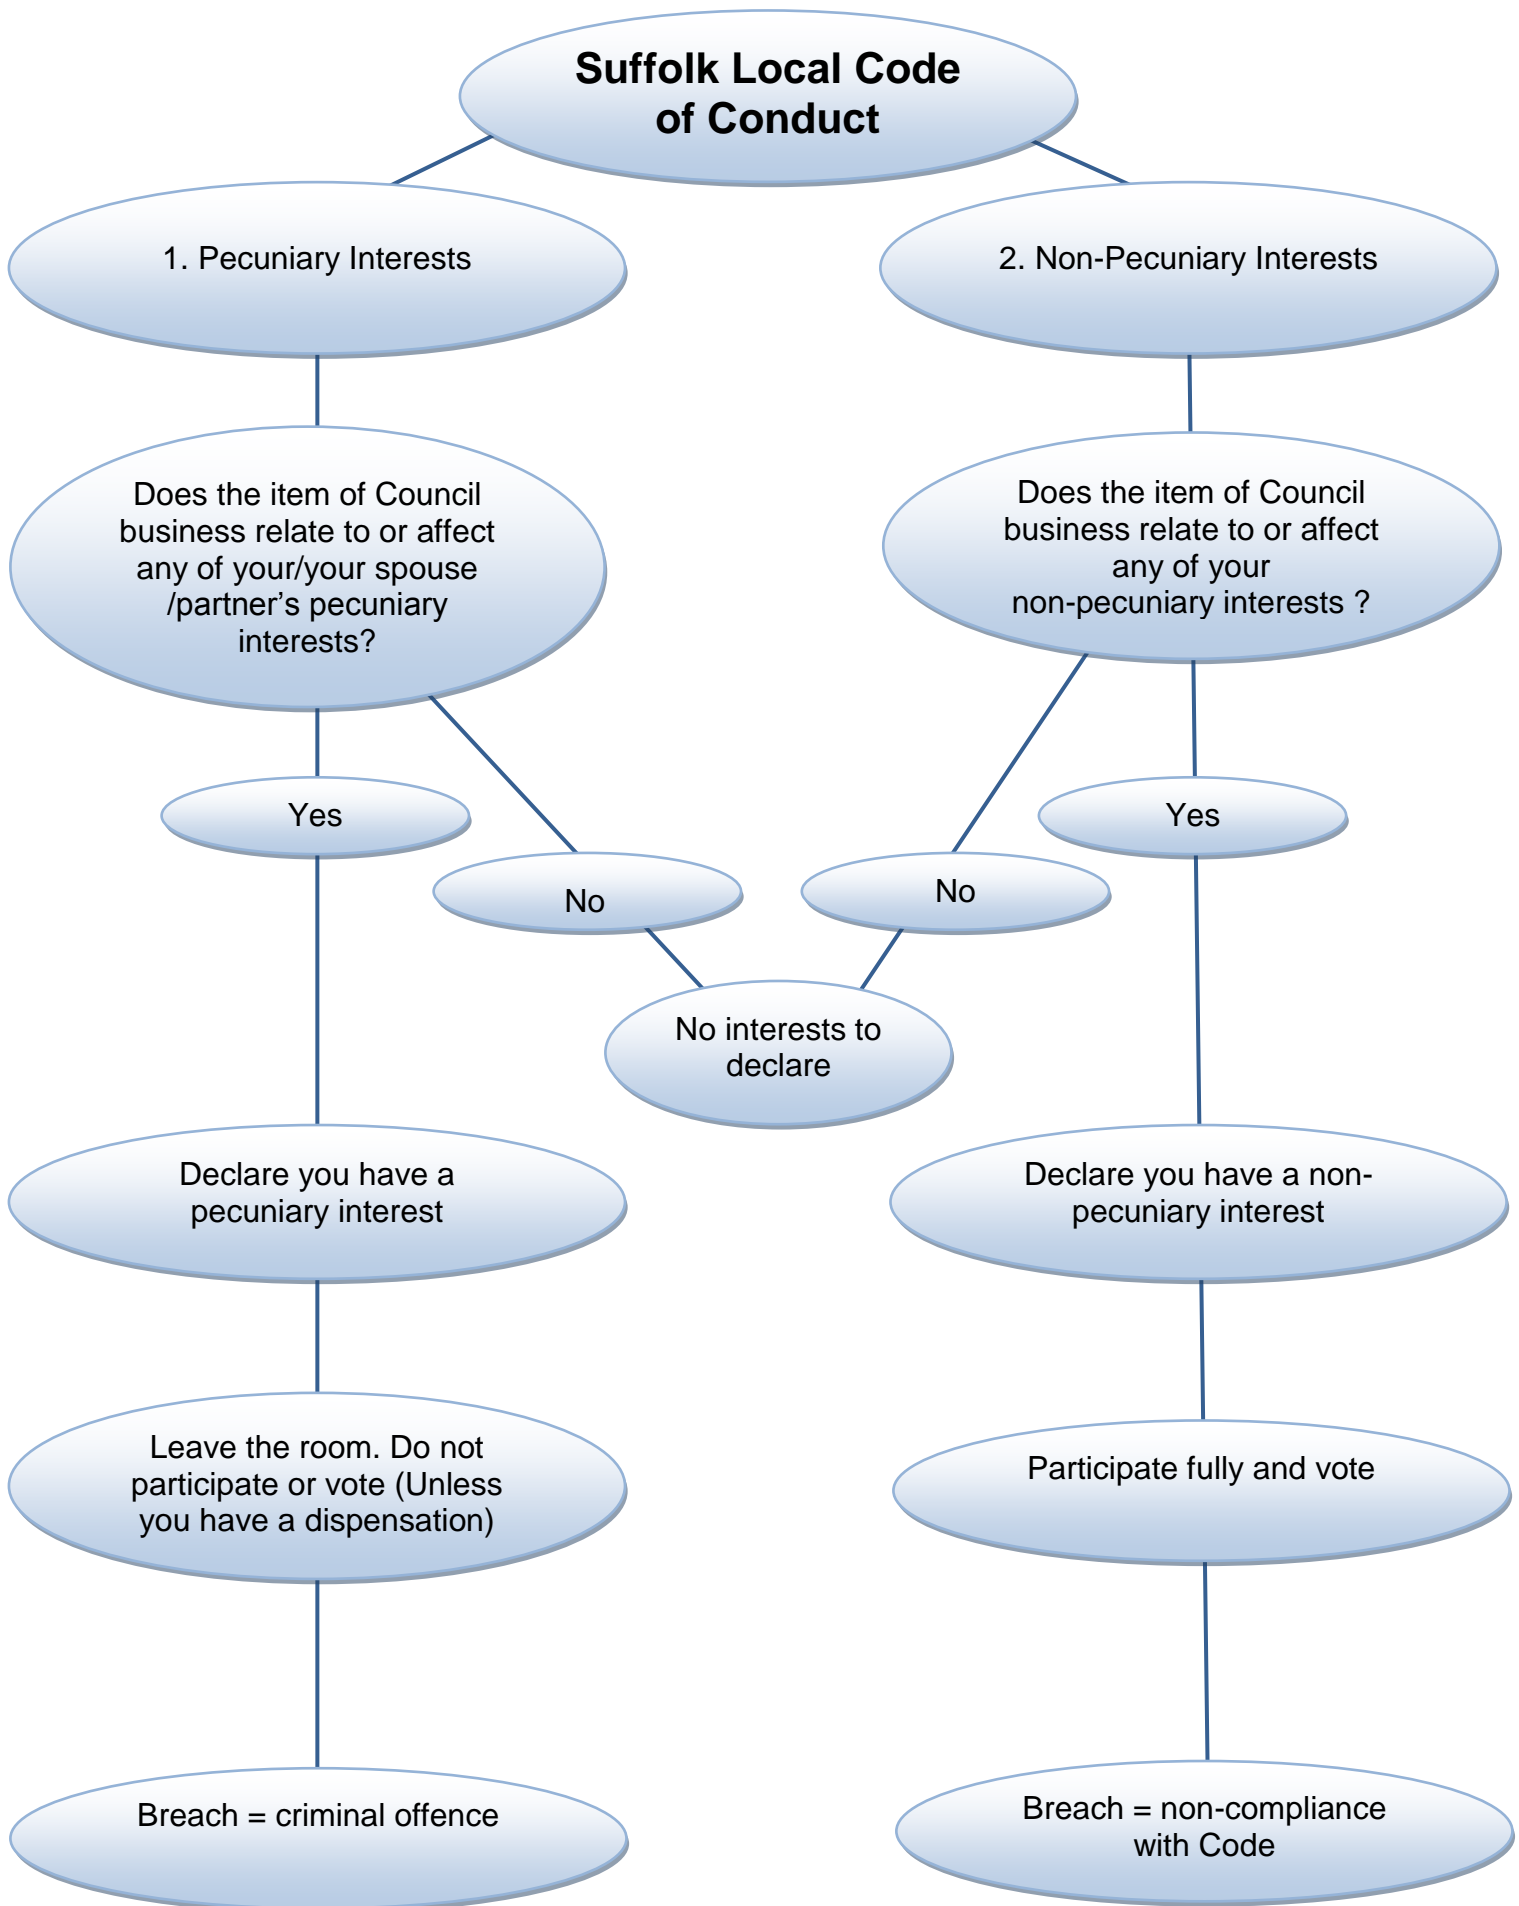 Suffolk Local Code
of Conduct
1. Pecuniary Interests
2. Non-Pecuniary Interests
Does the item of Council
business relate to or affect
any of your/your spouse
/partner’s pecuniary
interests?
Does the item of Council
business relate to or affect
any of your
non-pecuniary interests ?
Yes
No
No
Yes
No interests to
declare
Declare you have a
pecuniary interest
Declare you have a non-
pecuniary interest
Leave the room. Do not
participate or vote (Unless
you have a dispensation)
Participate fully and vote
Breach = criminal offence
Breach = non-compliance
with Code